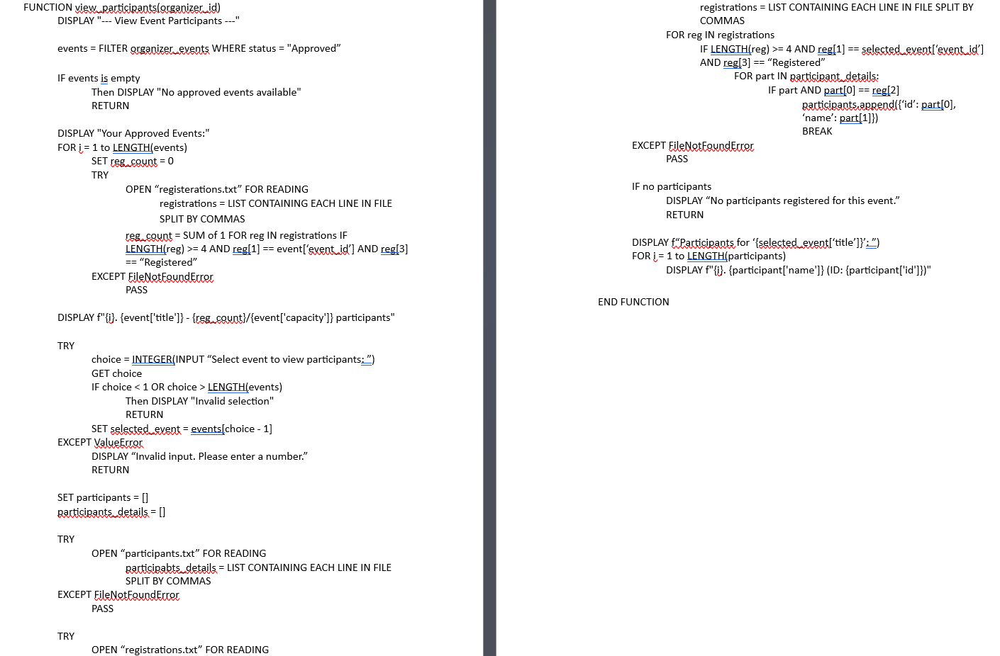 FUNCTION view_participants(organizer_id)
DISPLAY "--- View Event Participants ---"
events = FILTER organizer_events WHERE status = "Approved”
IF events is empty
Then DISPLAY "No approved events available"
RETURN
DISPLAY "Your Approved Events:"
FOR i = 1 to LENGTH(events)
SET reg_count = 0
TRY
OPEN “registerations.txt” FOR READING
registrations = LIST CONTAINING EACH LINE IN FILE
SPLIT BY COMMAS
reg_count = SUM of 1 FOR reg IN registrations IF
LENGTH(reg) >= 4 AND reg[1] == event[‘event_id’] AND reg[3]
== “Registered”
EXCEPT FileNotFoundError
PASS
DISPLAY f"{i}. {event['title']} - {reg_count}/{event['capacity']} participants"
TRY
choice = INTEGER(INPUT “Select event to view participants: ”)
GET choice
IF choice < 1 OR choice > LENGTH(events)
Then DISPLAY "Invalid selection"
RETURN
SET selected_event = events[choice - 1]
EXCEPT ValueError
DISPLAY “Invalid input. Please enter a number.”
RETURN
SET participants = []
participants_details = []
TRY
OPEN “participants.txt” FOR READING
participabts_details = LIST CONTAINING EACH LINE IN FILE
SPLIT BY COMMAS
EXCEPT FileNotFoundError
PASS
TRY
OPEN “registrations.txt” FOR READING
registrations = LIST CONTAINING EACH LINE IN FILE SPLIT BY
COMMAS
FOR reg IN registrations
IF LENGTH(reg) >= 4 AND reg[1] == selected_event[‘event_id’]
AND reg[3] == “Registered”
FOR part IN participant_details:
IF part AND part[0] == reg[2]
participants.append({‘id’: part[0],
‘name’: part[1]})
BREAK
EXCEPT FileNotFoundError
PASS
IF no participants
DISPLAY “No participants registered for this event.”
RETURN
DISPLAY f“Participants for ‘{selected_event[‘title’]}’: ”)
FOR i = 1 to LENGTH(participants)
DISPLAY f"{i}. {participant['name']} (ID: {participant['id']})"
END FUNCTION